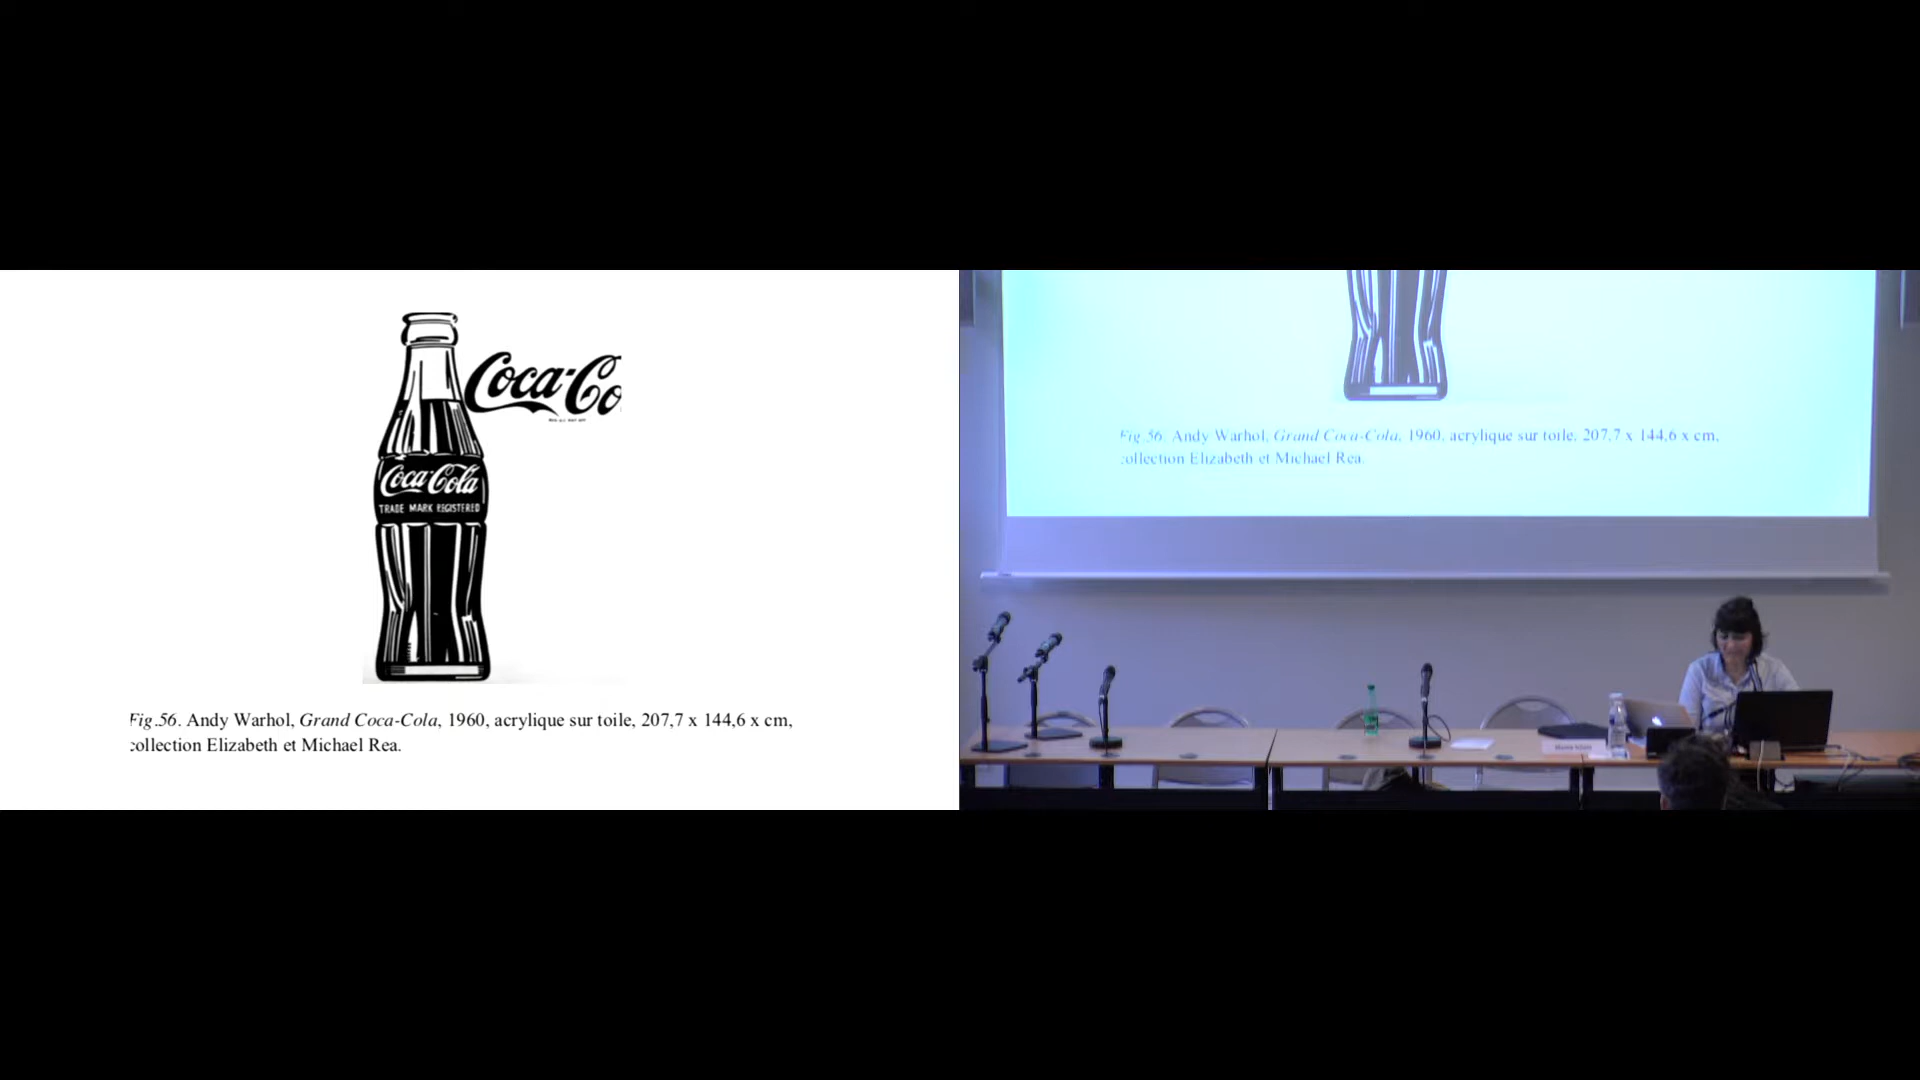 Coca-Co
Coca-Cola
TRADE MARK REGISTERED
Fig.56. Andy Warhol, Grand Coca-Cola, 1960, acrylique sur toile, 207,7 x 144,6 x cm,
collection Elizabeth et Michael Rea.
Fig.56. Andy Warhol, Grand Coca-Cola, 1960, acrylique sur toile, 207,7 x 144,6 x cm,
collection Elizabeth et Michael Rea.